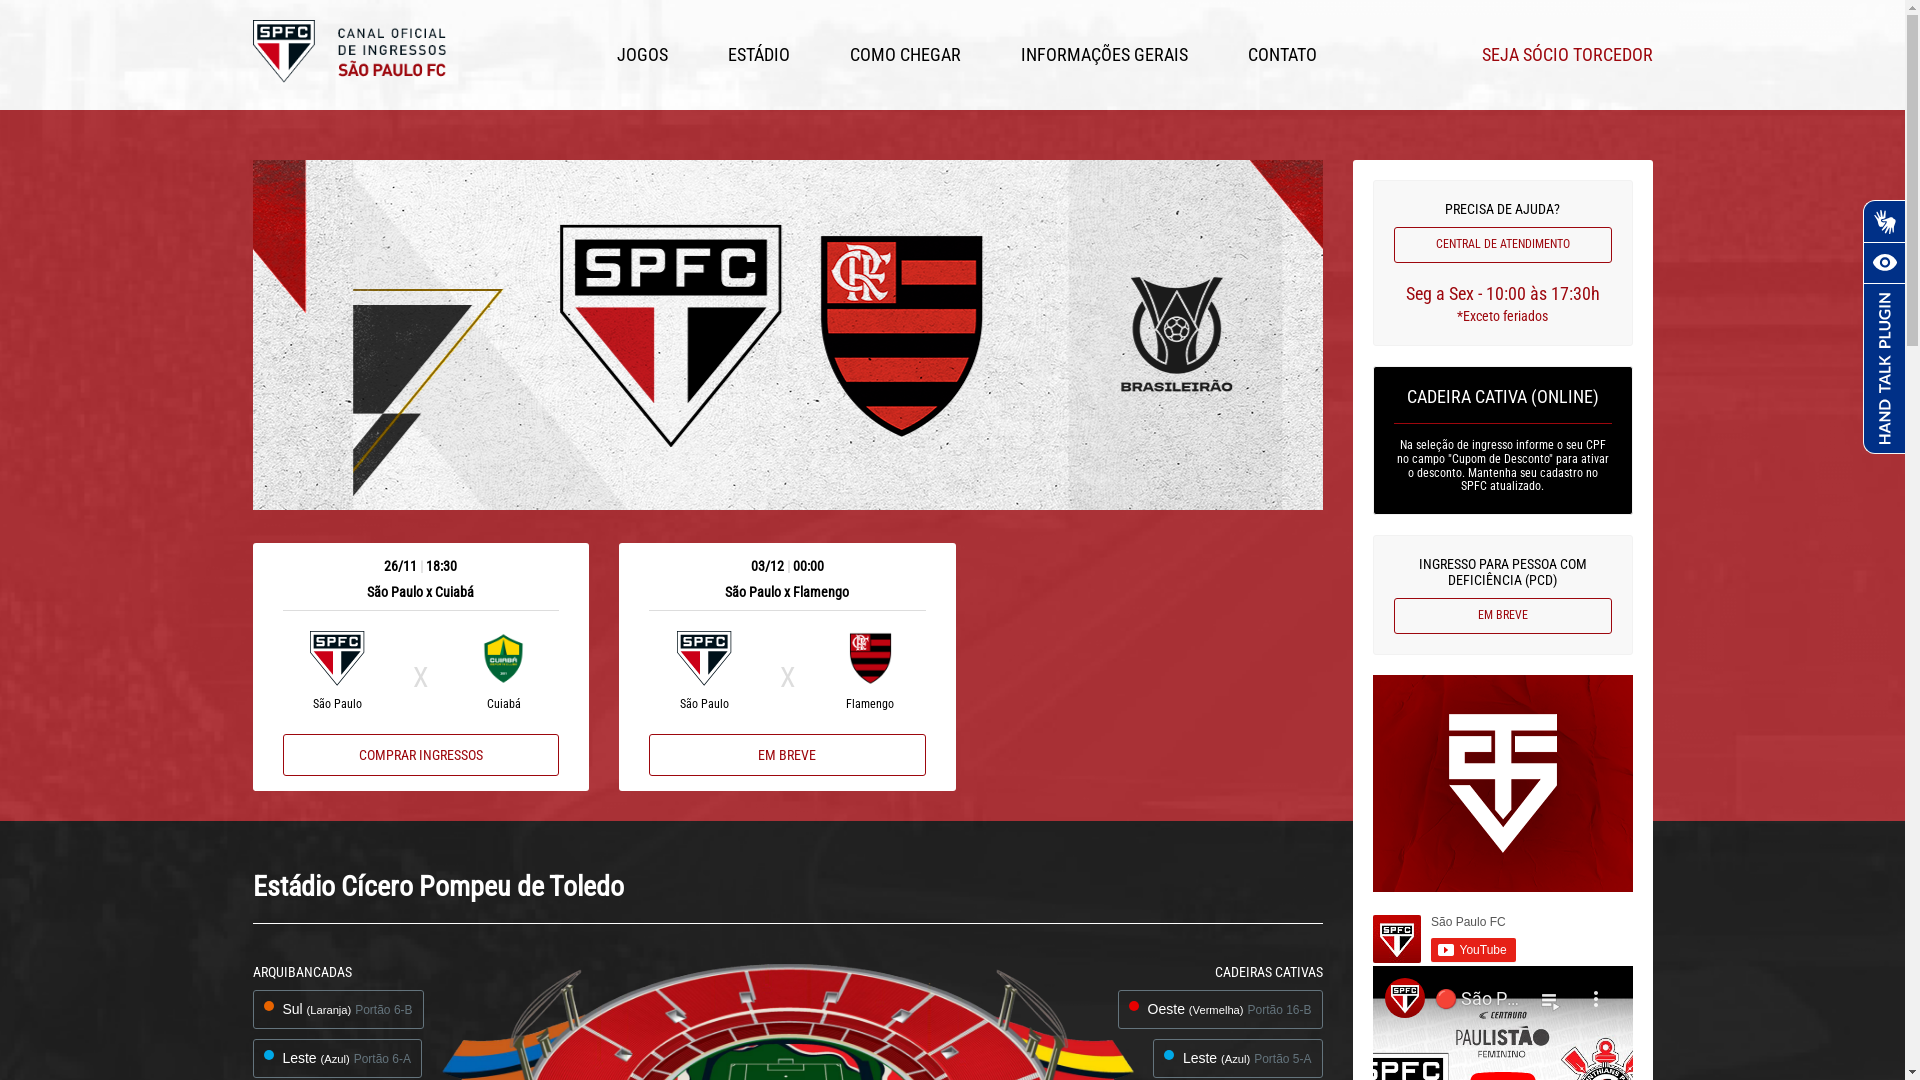 SPFC
CANAL OFICIAL
DE INGRESSOS
SÃO PAULO FC
JOGOS
ESTÁDIO
COMO CHEGAR
INFORMAÇÕES GERAIS
CONTATO
SEJA SÓCIO TORCEDOR
SPFC
BRASILEIRÃO
PRECISA DE AJUDA?
CENTRAL DE ATENDIMENTO
Seg a Sex - 10:00 às 17:30h
*Exceto feriados
HAND TALK PLUGIN
CADEIRA CATIVA (ONLINE)
Na seleção de ingresso informe o seu CPF
no campo "Cupom de Desconto" para ativar
o desconto. Mantenha seu cadastro no
SPFC atualizado.
INGRESSO PARA PESSOA COM
DEFICIÊNCIA (PCD)
EM BREVE
26/11 | 18:30
São Paulo x Cuiabá
SPFC
X
CUIABÁ
São Paulo
Cuiabá
COMPRAR INGRESSOS
03/12 | 00:00
São Paulo x Flamengo
SPFC
X
São Paulo
Flamengo
EM BREVE
Estádio Cícero Pompeu de Toledo
ARQUIBANCADAS
Sul (Laranja) Portão 6-B
Leste (Azul) Portão 6-A
CADEIRAS CATIVAS
Oeste (Vermelha) Portão 16-B
Leste (Azul) Portão 5-A
SPFC
São Paulo FC
YouTube
SPFC
São P...
CENTAURO
PAULISTÃO
FEMININO
SPFC